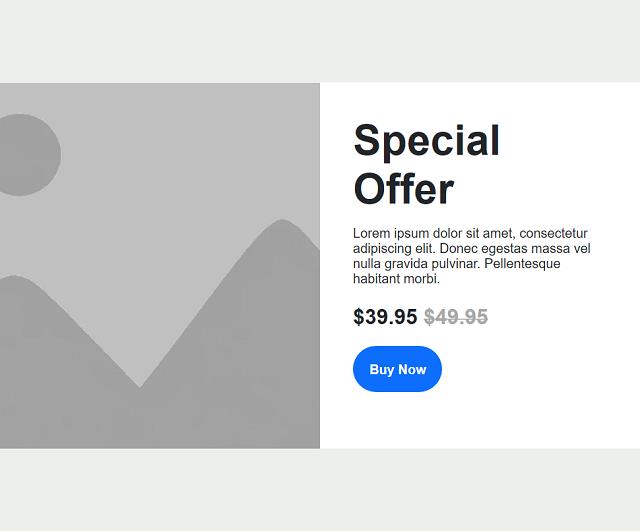 Special
Offer
Lorem ipsum dolor sit amet, consectetur
adipiscing elit. Donec egestas massa vel
nulla gravida pulvinar. Pellentesque
habitant morbi.
$39.95 $49.95
Buy Now